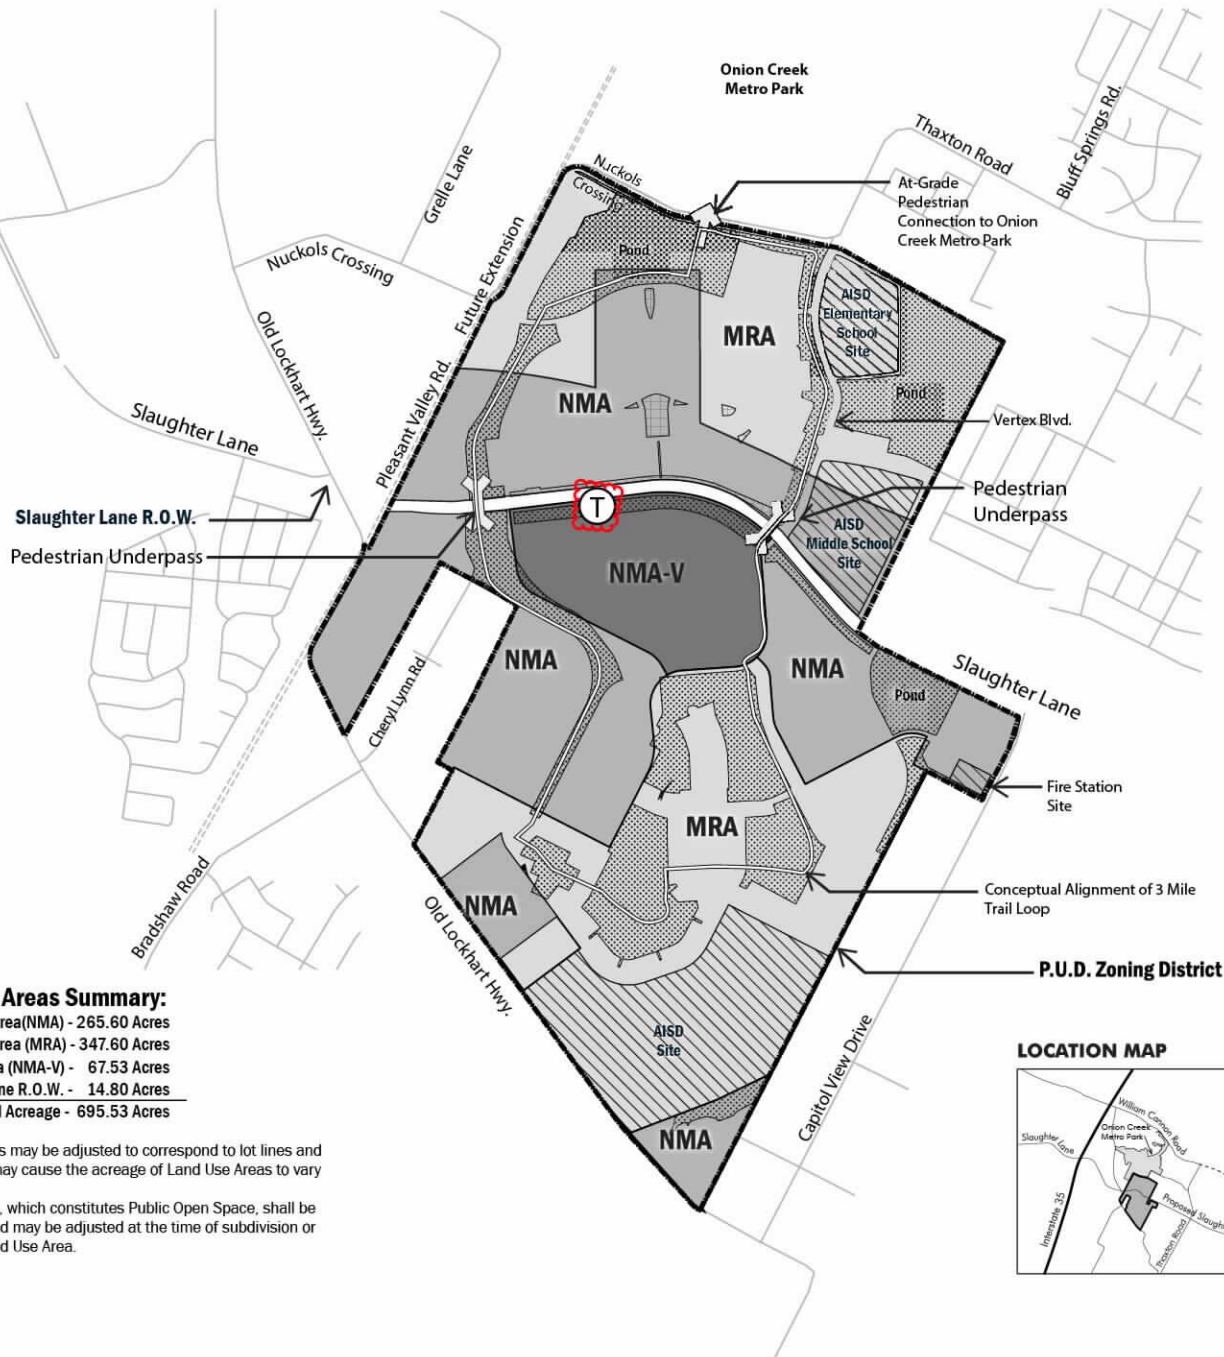 Onion Creek
Metro Park
Thaxton Road
Bluff Springs Rd.
Grelle Lane
Nuckols
Crossing
At-Grade
Pedestrian
Connection to Onion
Creek Metro Park
Nuckols Crossing
Future Extension
Pond
AISD
Elementary
School
Site
MRA
Old Lockhart Hwy.
Pleasant Valley Rd.
NMA
Pond
Slaughter Lane
Vertex Blvd.
Pedestrian
Underpass
T
Slaughter Lane R.O.W.
AISD
Middle School
Site
Pedestrian Underpass
NMA-V
NMA
NMA
Slaughter Lane
Pond
Cheryl Lynn Rd
Fire Station
Site
MRA
Bradshaw Road
NMA
Conceptual Alignment of 3 Mile
Trail Loop
Old Lockhart Hwy.
P.U.D. Zoning District
Areas Summary:
rea(NMA) - 265.60 Acres
rea (MRA) - 347.60 Acres
a (NMA-V) - 67.53 Acres
ne R.O.W. - 14.80 Acres
l Acreage - 695.53 Acres
AISD
Site
Capitol View Drive
NMA
s may be adjusted to correspond to lot lines and
may cause the acreage of Land Use Areas to vary
, which constitutes Public Open Space, shall be
d may be adjusted at the time of subdivision or
d Use Area.
LOCATION MAP
William Cannon Road
Onion Creek
Metro Park
Slaughter Lane
Interstate 35
Proposed Slaugh
Thaxton Road